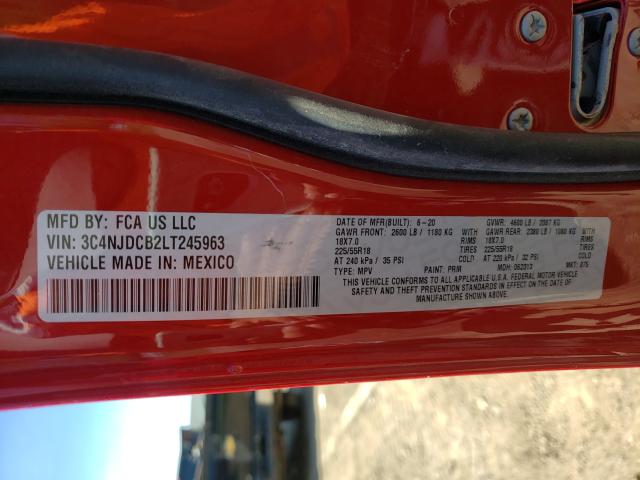 MFD BY: FCA US LLC
VIN: 3C4NJDCB2LT245963
VEHICLE MADE IN: MEXICO
DATE OF MFR(BUILT): 6-20 GVWR: 4600 LB / 2087 KG
GAWR FRONT: 2600 LB / 1180 KG WITH GAWR REAR: 2380 LB / 1080 KG WITH
18X7.0 RIMS 18X7.0 RIMS
225/55R18 TIRES 225/55R18 TIRES
AT 240 kPa / 35 PSI COLD AT 220 kPa / 32 PSI COLD
TYPE: MPV PAINT: PRM MDH: 062313 MKT: 875
THIS VEHICLE CONFORMS TO ALL APPLICABLE U.S.A. FEDERAL MOTOR VEHICLE
SAFETY AND THEFT PREVENTION STANDARDS IN EFFECT ON THE DATE OF
MANUFACTURE SHOWN ABOVE.